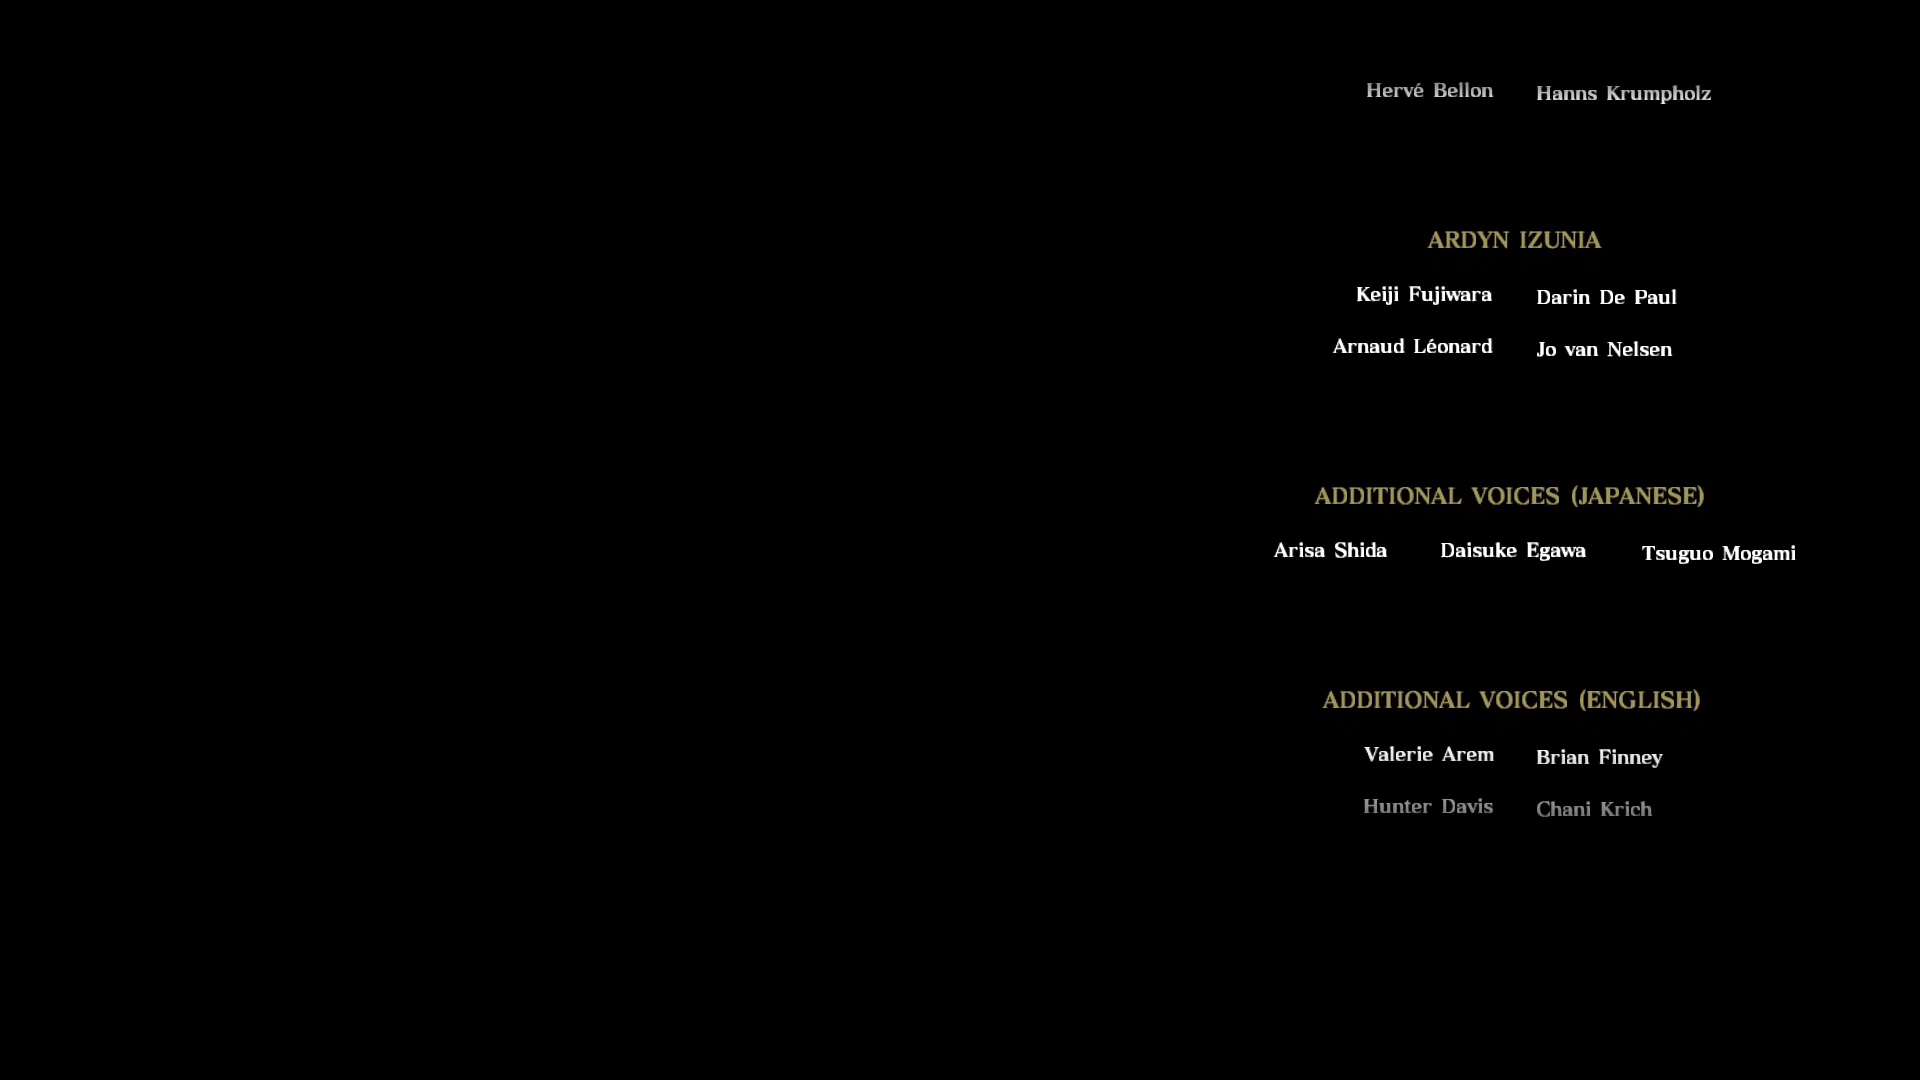 Hervé Bellon Hanns Krumpholz
ARDYN IZUNIA
Keiji Fujiwara Darin De Paul
Arnaud Léonard Jo van Nelsen
ADDITIONAL VOICES (JAPANESE)
Arisa Shida Daisuke Egawa Tsuguo Mogami
ADDITIONAL VOICES (ENGLISH)
Valerie Arem Brian Finney
Hunter Davis Chani Krich